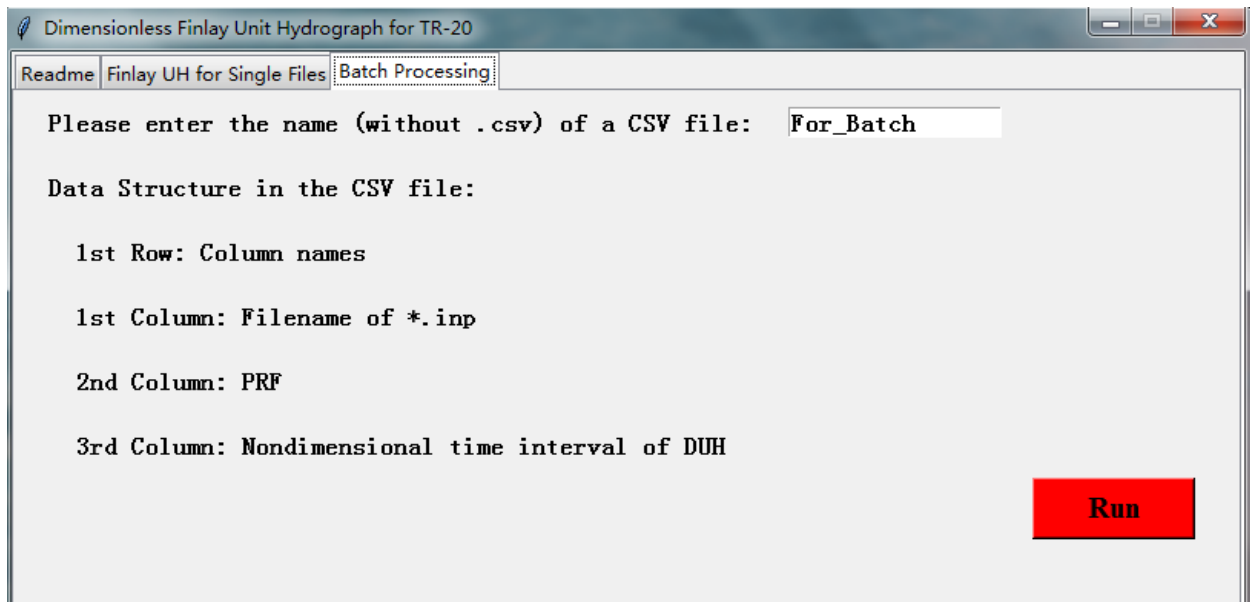 Dimensionless Finlay Unit Hydrograph for TR-20
Readme Finlay UH for Single Files Batch Processing
Please enter the name (without .csv) of a CSV file: For_Batch
Data Structure in the CSV file:
1st Row: Column names
1st Column: Filename of *.inp
2nd Column: PRF
3rd Column: Nondimensional time interval of DUH
Run